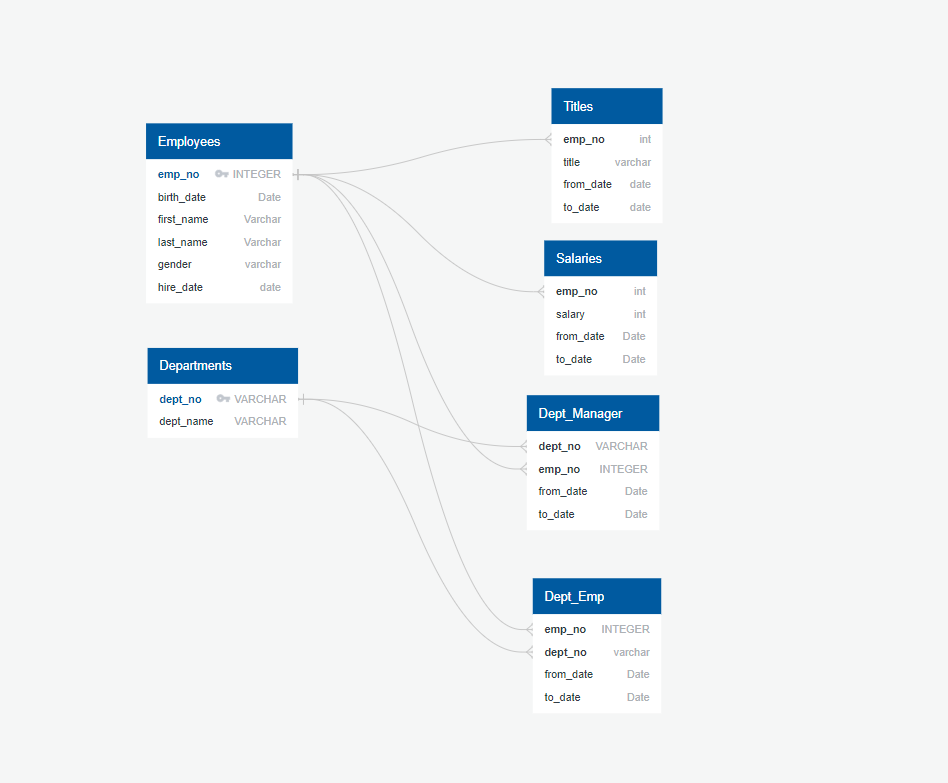 Employees
emp_no INTEGER
birth_date Date
first_name Varchar
last_name Varchar
gender varchar
hire_date date
Departments
dept_no VARCHAR
dept_name VARCHAR
Titles
emp_no int
title varchar
from_date date
to_date date
Salaries
emp_no int
salary int
from_date Date
to_date Date
Dept_Manager
dept_no VARCHAR
emp_no INTEGER
from_date Date
to_date Date
Dept_Emp
emp_no INTEGER
dept_no varchar
from_date Date
to_date Date